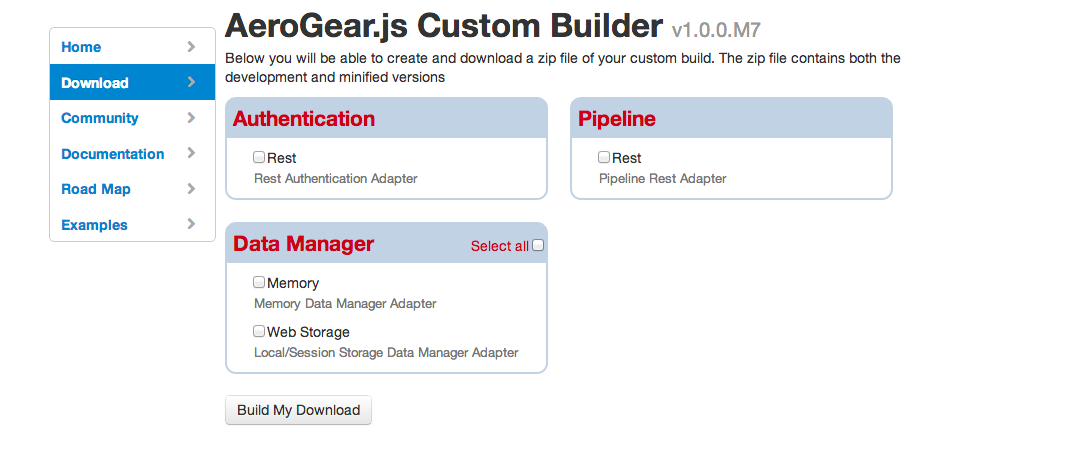 AeroGear.js Custom Builder v1.0.0.M7
Home
Download
Community
Documentation
Road Map
Examples
Below you will be able to create and download a zip file of your custom build. The zip file contains both the
development and minified versions
Authentication
Rest
Rest Authentication Adapter
Pipeline
Rest
Pipeline Rest Adapter
Data Manager Select all
Memory
Memory Data Manager Adapter
Web Storage
Local/Session Storage Data Manager Adapter
Build My Download